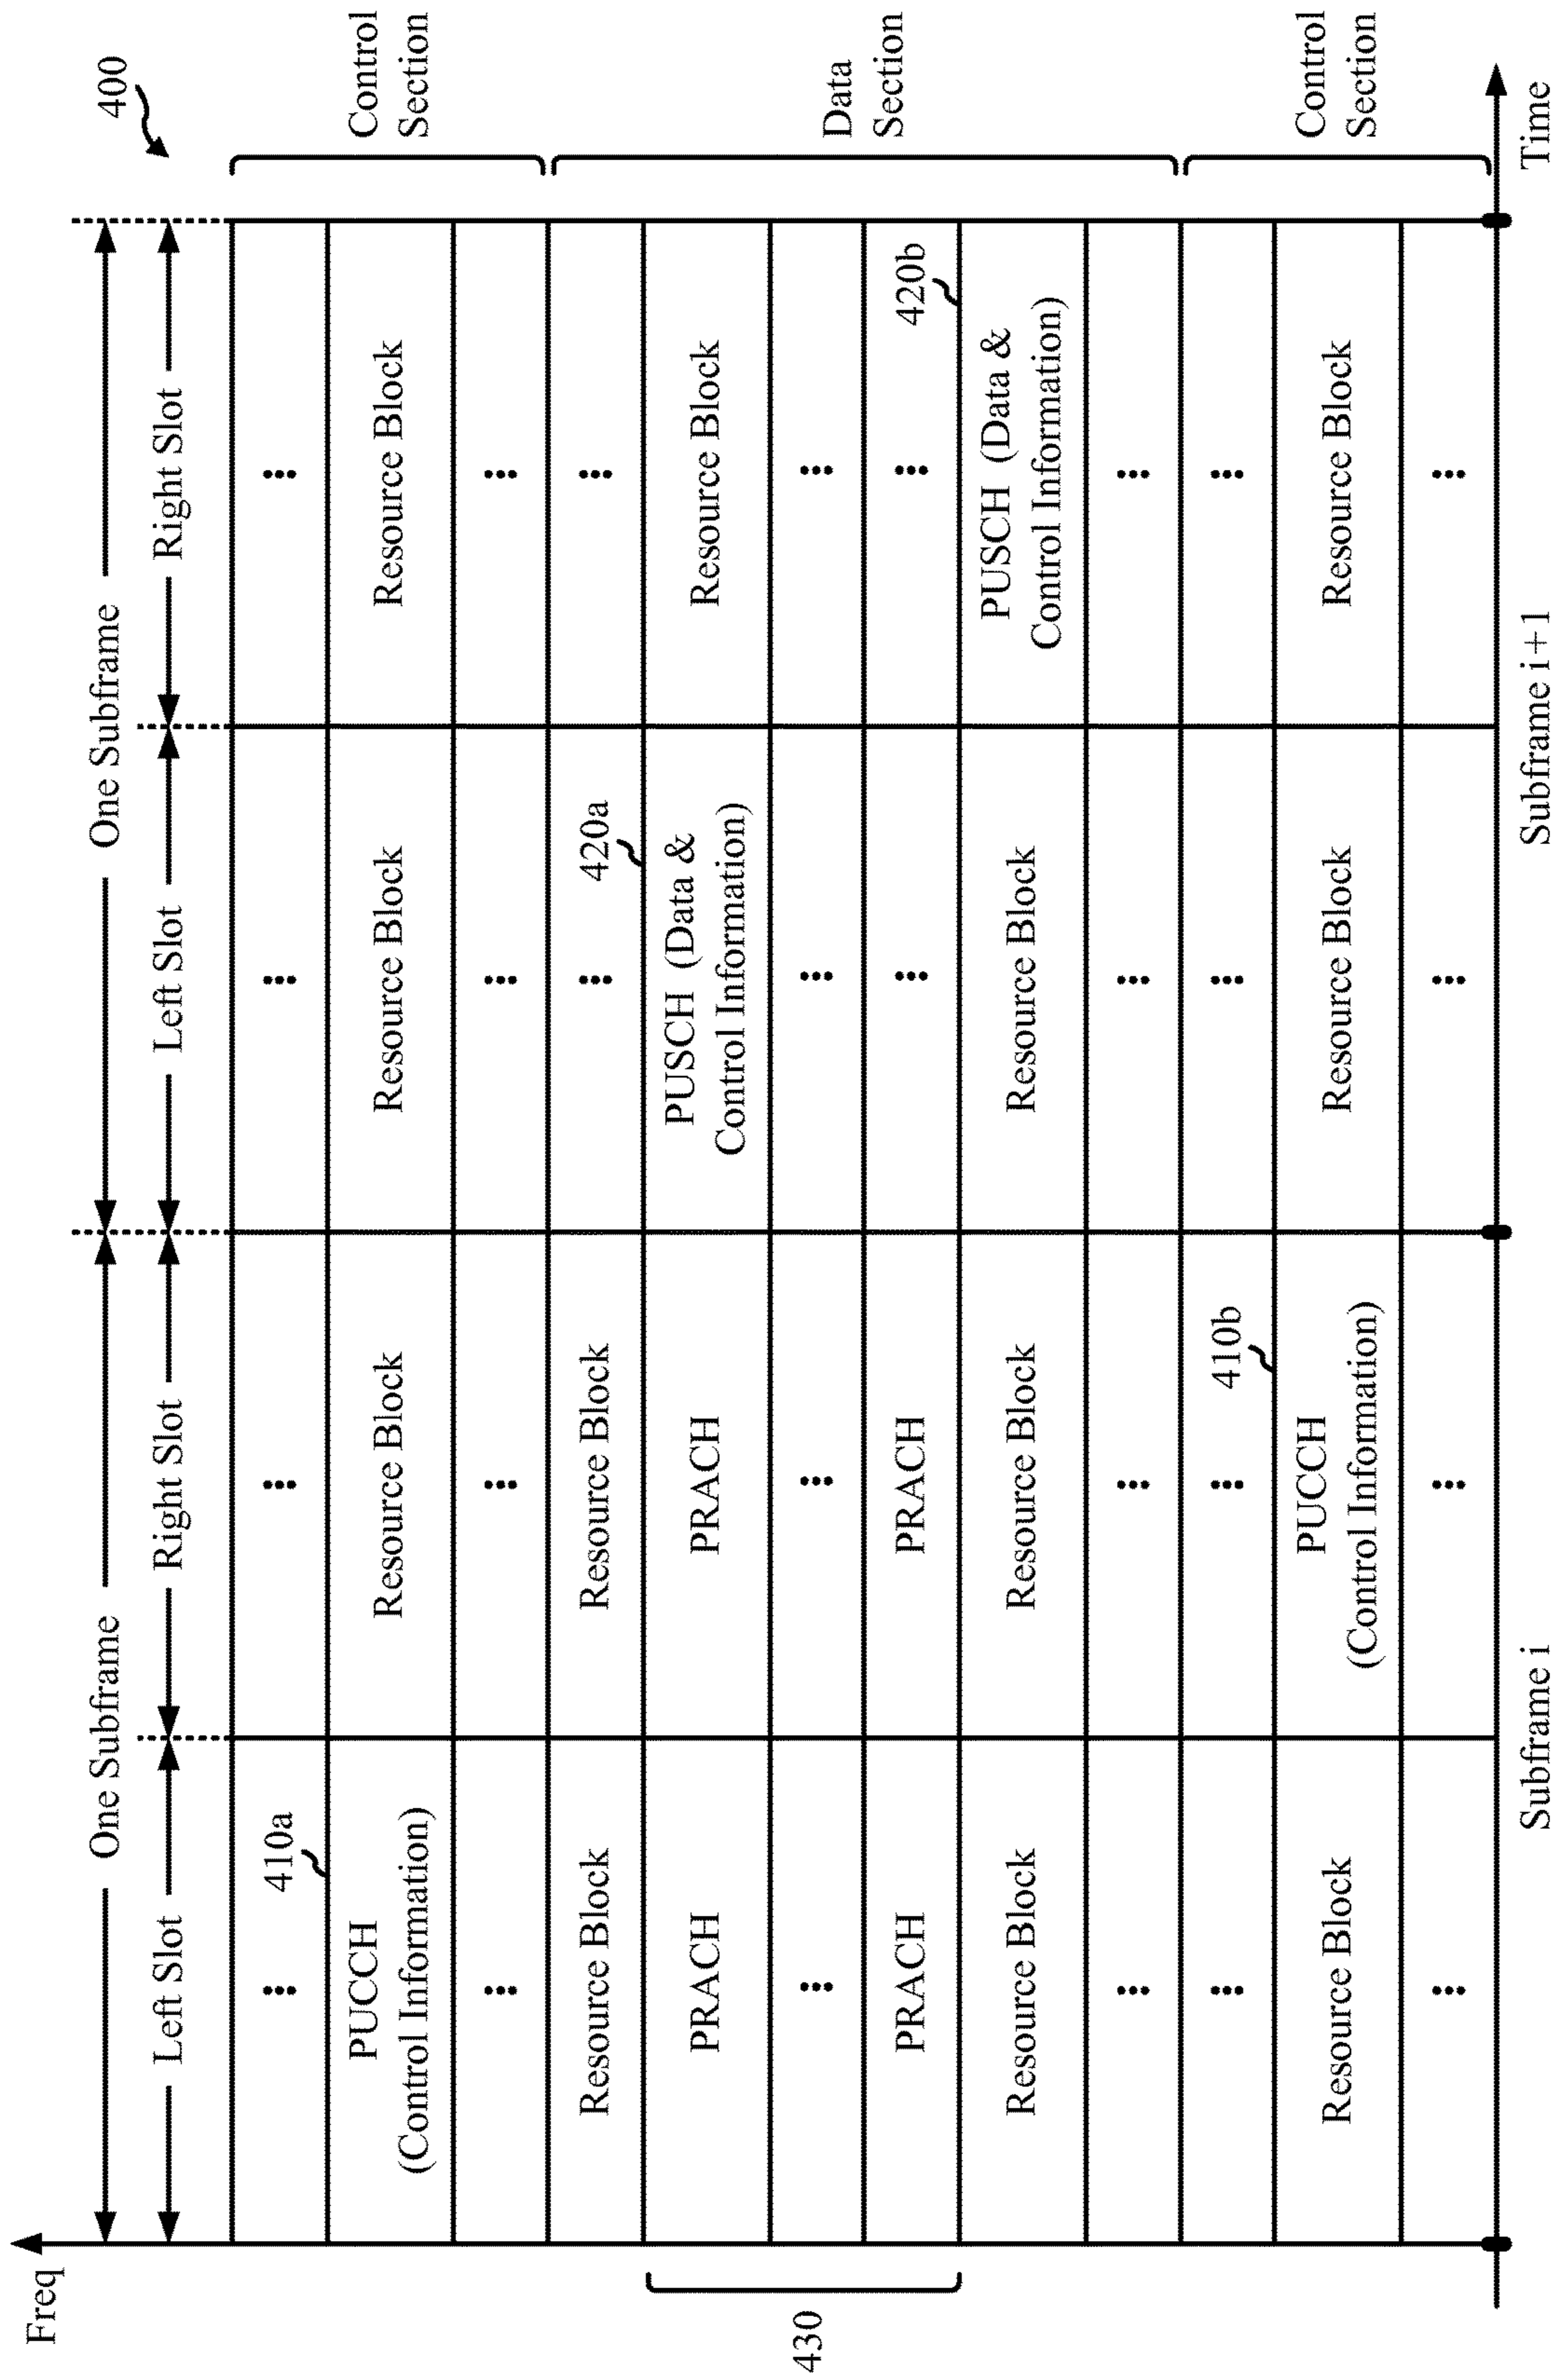 400
One Subframe
One Subframe
Left Slot
Right Slot
Left Slot
Right Slot
Freq
410a
PUCCH
(Control Information)
Resource Block
Resource Block
Resource Block
Control
Section
Resource Block
Resource Block
420a
PRACH
PRACH
PUSCH (Data &
Control Information)
Resource Block
430
Data
Section
PRACH
PRACH
420b
Resource Block
Resource Block
Resource Block
PUSCH (Data &
Control Information)
410b
Resource Block
PUCCH
(Control Information)
Resource Block
Resource Block
Control
Section
Subframe i
Subframe i+1
Time